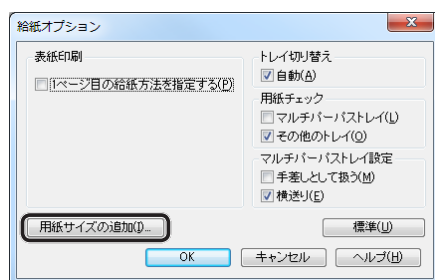 給紙オプション
表紙印刷
1ページ目の給紙方法を指定する(P)
トレイ切り替え
自動(A)
用紙チェック
マルチパーパストレイ(L)
その他のトレイ(O)
マルチパーパストレイ設定
手差しとして扱う(M)
横送り(E)
用紙サイズの追加(I)...
標準(U)
OK
キャンセル
ヘルプ(H)